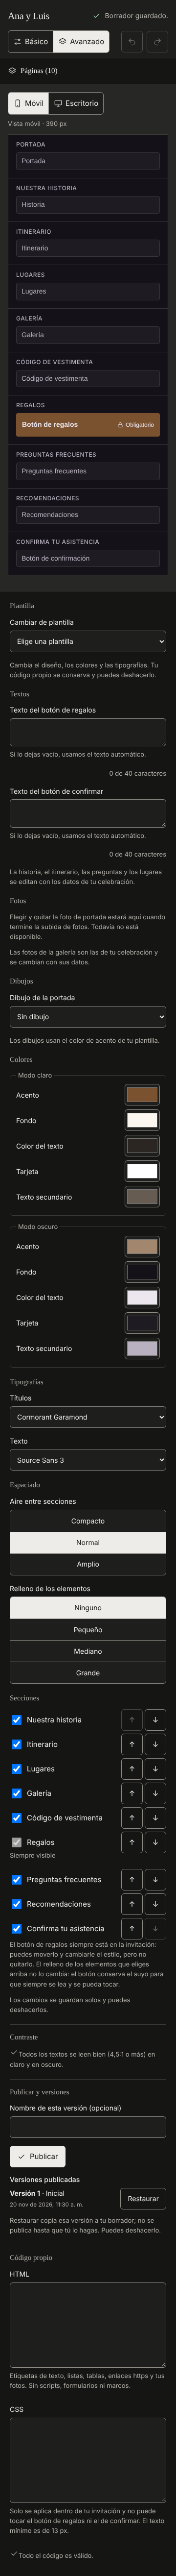 Ana y Luis
Borrador guardado.
Básico
Avanzado
Páginas (10)
Móvil
Escritorio
Vista móvil · 390 px
PORTADA
Portada
NUESTRA HISTORIA
Historia
ITINERARIO
Itinerario
LUGARES
Lugares
GALERÍA
Galería
CÓDIGO DE VESTIMENTA
Código de vestimenta
REGALOS
Botón de regalos
Obligatorio
PREGUNTAS FRECUENTES
Preguntas frecuentes
RECOMENDACIONES
Recomendaciones
CONFIRMA TU ASISTENCIA
Botón de confirmación
Plantilla
Cambiar de plantilla
Elige una plantilla
Cambia el diseño, los colores y las tipografías. Tu
código propio se conserva y puedes deshacerlo.
Textos
Texto del botón de regalos
Si lo dejas vacío, usamos el texto automático.
0 de 40 caracteres
Texto del botón de confirmar
Si lo dejas vacío, usamos el texto automático.
0 de 40 caracteres
La historia, el itinerario, las preguntas y los lugares
se editan con los datos de tu celebración.
Fotos
Elegir y quitar la foto de portada estará aquí cuando
termine la subida de fotos. Todavía no está
disponible.
Las fotos de la galería son las de tu celebración y
se cambian con sus datos.
Dibujos
Dibujo de la portada
Sin dibujo
Los dibujos usan el color de acento de tu plantilla.
Colores
Modo claro
Acento
Fondo
Color del texto
Tarjeta
Texto secundario
Modo oscuro
Acento
Fondo
Color del texto
Tarjeta
Texto secundario
Tipografías
Títulos
Cormorant Garamond
Texto
Source Sans 3
Espaciado
Aire entre secciones
Compacto
Normal
Amplio
Relleno de los elementos
Ninguno
Pequeño
Mediano
Grande
Secciones
Nuestra historia
Itinerario
Lugares
Galería
Código de vestimenta
Regalos
Siempre visible
Preguntas frecuentes
Recomendaciones
Confirma tu asistencia
El botón de regalos siempre está en la invitación:
puedes moverlo y cambiarle el estilo, pero no
quitarlo. El relleno de los elementos que eliges
arriba no lo cambia: el botón conserva el suyo para
que siempre se lea y se pueda tocar.
Los cambios se guardan solos y puedes
deshacerlos.
Contraste
Todos los textos se leen bien (4,5:1 o más) en
claro y en oscuro.
Publicar y versiones
Nombre de esta versión (opcional)
Publicar
Versiones publicadas
Versión 1 · Inicial
20 nov de 2026, 11:30 a. m.
Restaurar
Restaurar copia esa versión a tu borrador; no se
publica hasta que tú lo hagas. Puedes deshacerlo.
Código propio
HTML
Etiquetas de texto, listas, tablas, enlaces https y tus
fotos. Sin scripts, formularios ni marcos.
CSS
Solo se aplica dentro de tu invitación y no puede
tocar el botón de regalos ni el de confirmar. El texto
mínimo es de 13 px.
Todo el código es válido.